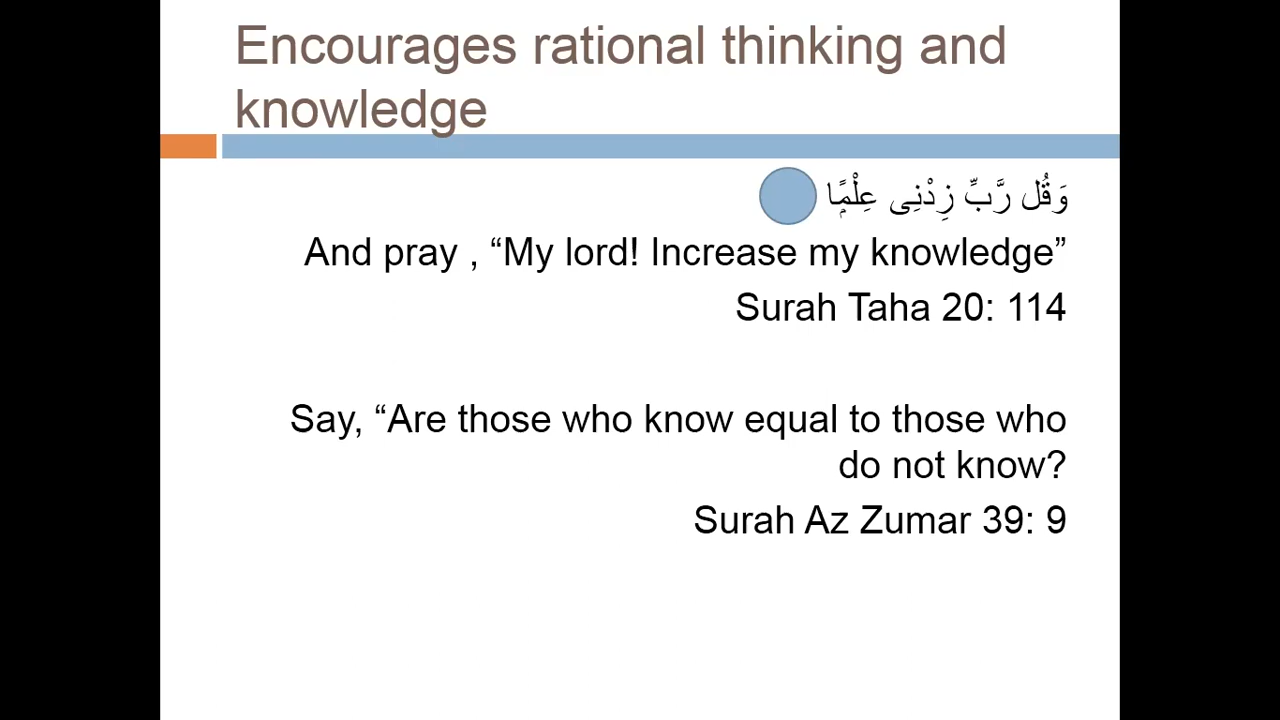 Encourages rational thinking and
knowledge
وَقُل رَّبِّ زِدْنِى عِلْمًۭا
And pray , “My lord! Increase my knowledge”
Surah Taha 20: 114
Say, “Are those who know equal to those who
do not know?
Surah Az Zumar 39: 9